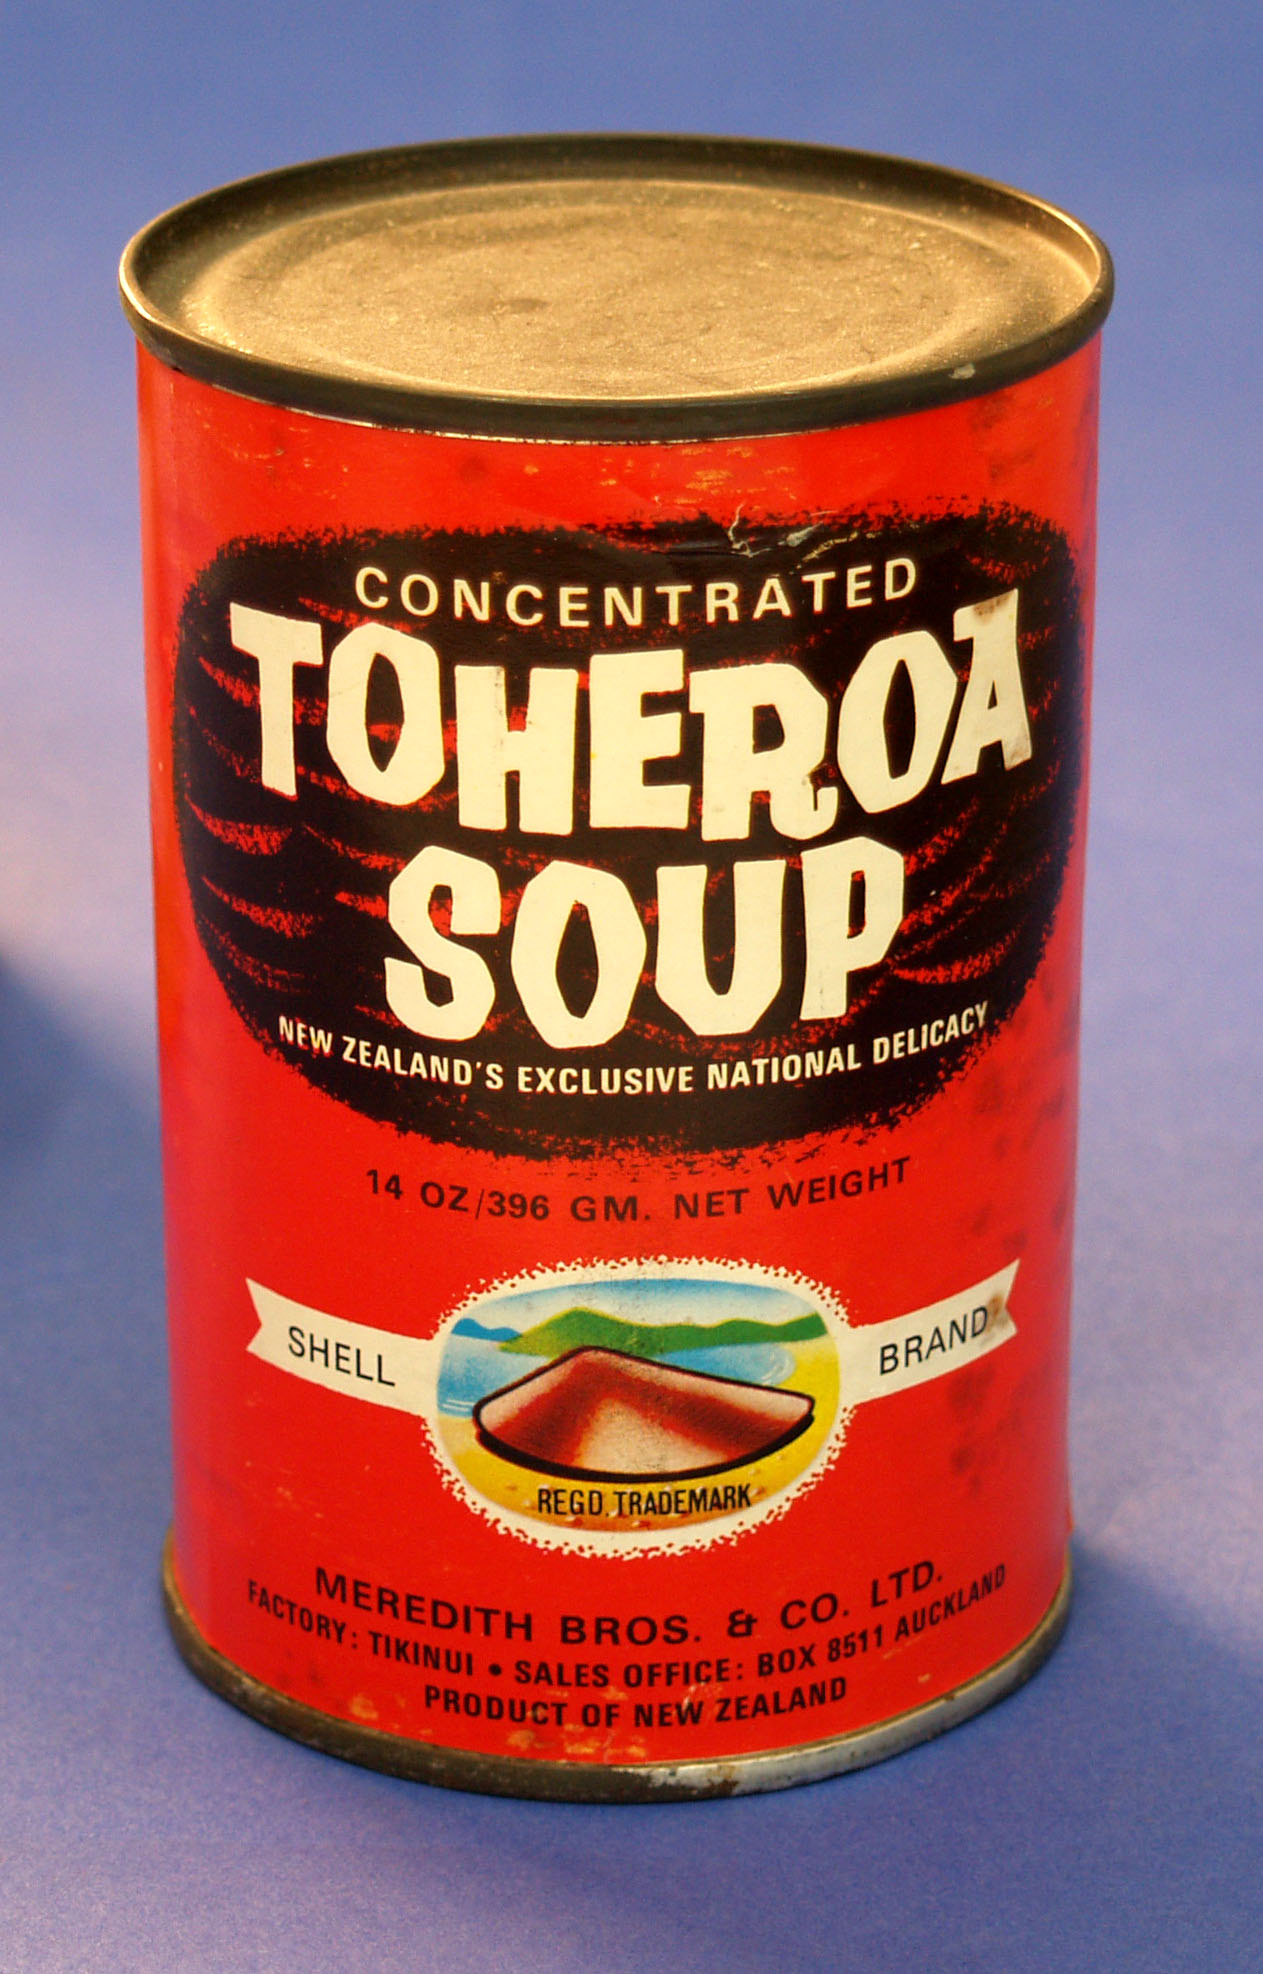 CONCENTRATED
TOHEROA
SOUP
NEW ZEALAND'S EXCLUSIVE NATIONAL DELICACY
14 OZ/396 GM. NET WEIGHT
SHELL BRAND
REGD. TRADEMARK
MEREDITH BROS. & CO. LTD.
FACTORY: TIKINUI • SALES OFFICE: BOX 8511 AUCKLAND
PRODUCT OF NEW ZEALAND